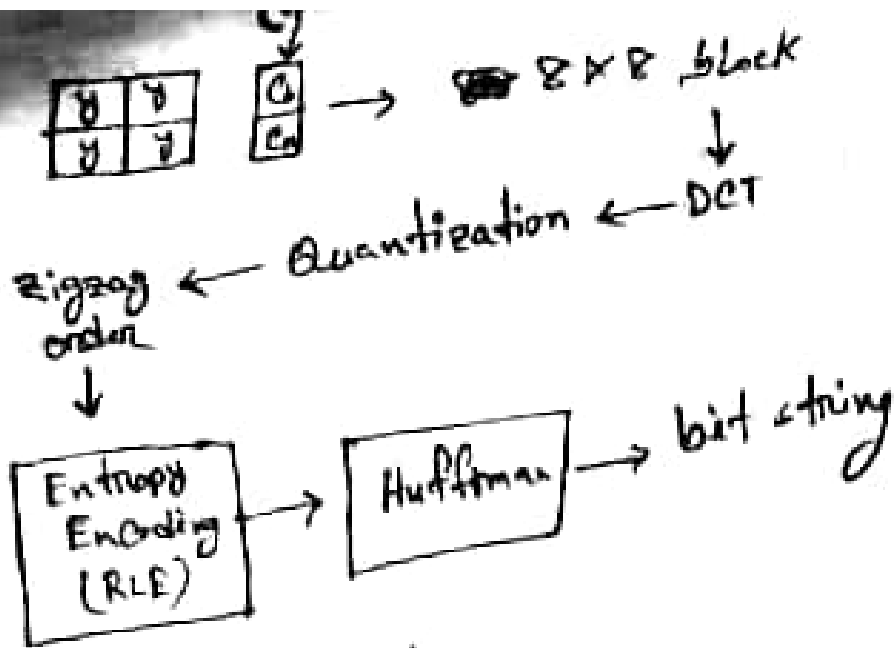 y y Cb → 8 x 8 block
y y Cr
Quantization ← DCT
zigzag ←
order
Entropy
Encoding
(RLE)
Huffman → bit string